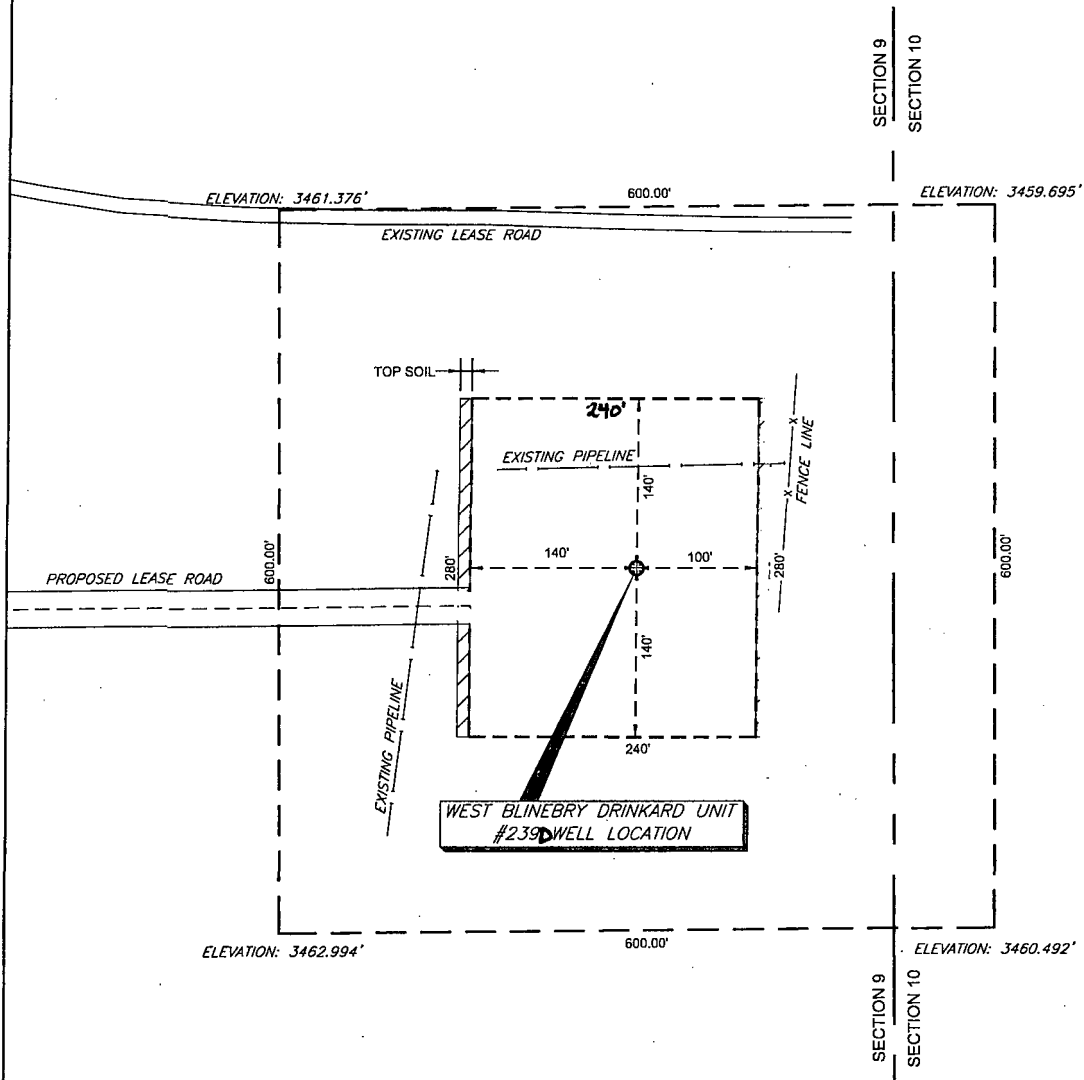 SECTION 9
SECTION 10
ELEVATION: 3461.376'
600.00'
ELEVATION: 3459.695'
EXISTING LEASE ROAD
TOP SOIL
240'
EXISTING PIPELINE
140'
X
FENCE LINE
X
600.00'
280'
140'
100'
280'
600.00'
PROPOSED LEASE ROAD
140'
EXISTING PIPELINE
240'
WEST BLINEBRY DRINKARD UNIT
#239D WELL LOCATION
ELEVATION: 3462.994'
600.00'
ELEVATION: 3460.492'
SECTION 9
SECTION 10